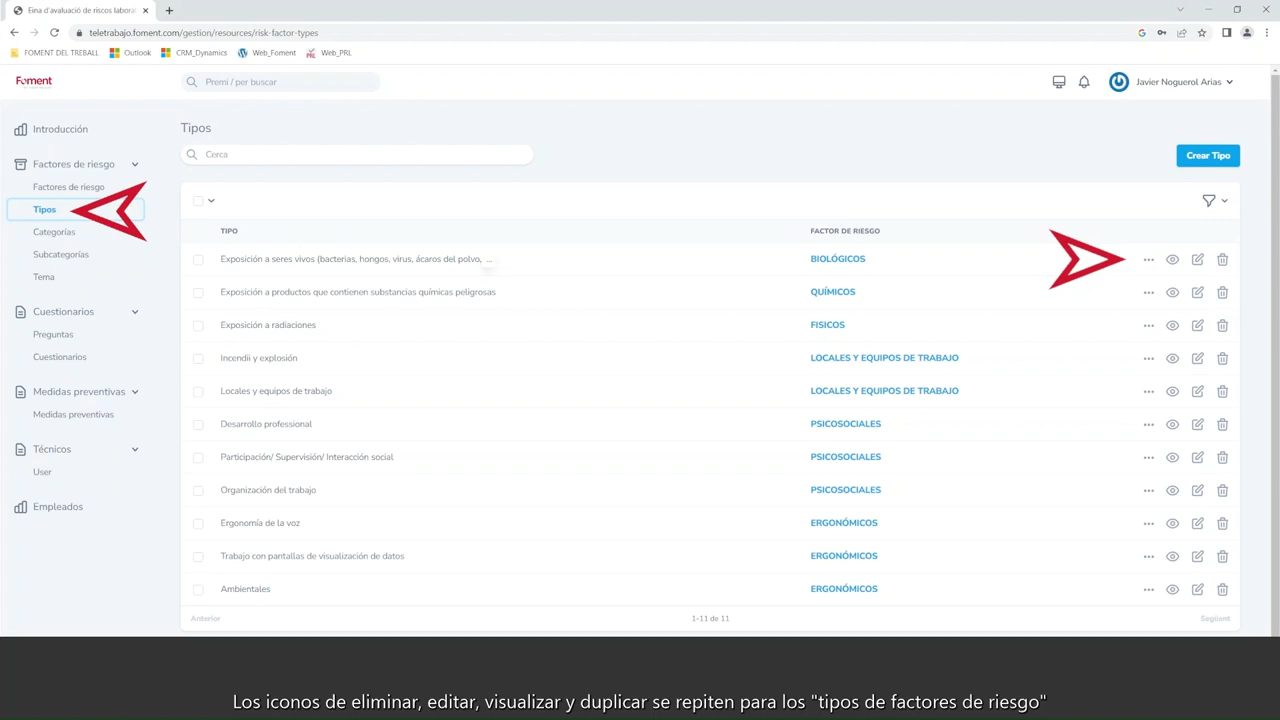 Eina d'avaluació de riscos labora
teletrabajo.foment.com/gestion/resources/risk-factor-types
FOMENT DEL TREBALL Outlook CRM_Dynamics Web_Foment Web_PRL
Foment
Premi / per buscar
Javier Noguerol Arias
Introducción
Factores de riesgo
Factores de riesgo
Tipos
Categorías
Subcategorías
Tema
Cuestionarios
Preguntas
Cuestionarios
Medidas preventivas
Medidas preventivas
Técnicos
User
Empleados
Tipos
Cerca
Crear Tipo
TIPO FACTOR DE RIESGO
Exposición a seres vivos (bacterias, hongos, virus, ácaros del polvo, ... BIOLÓGICOS
Exposición a productos que contienen substancias químicas peligrosas QUÍMICOS
Exposición a radiaciones FISICOS
Incendii y explosión LOCALES Y EQUIPOS DE TRABAJO
Locales y equipos de trabajo LOCALES Y EQUIPOS DE TRABAJO
Desarrollo professional PSICOSOCIALES
Participación/ Supervisión/ Interacción social PSICOSOCIALES
Organización del trabajo PSICOSOCIALES
Ergonomía de la voz ERGONÓMICOS
Trabajo con pantallas de visualización de datos ERGONÓMICOS
Ambientales ERGONÓMICOS
Anterior 1-11 de 11 Següent
Los iconos de eliminar, editar, visualizar y duplicar se repiten para los "tipos de factores de riesgo"